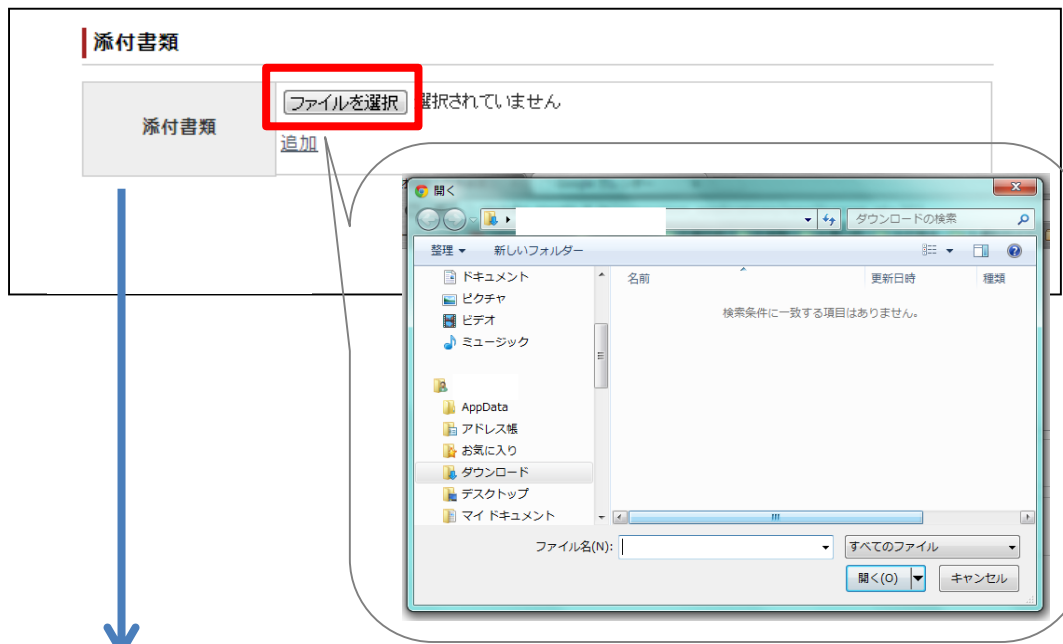 添付書類
添付書類
ファイルを選択
選択されていません
追加
開く
ダウンロードの検索
整理
新しいフォルダー
ドキュメント
ピクチャ
ビデオ
ミュージック
AppData
アドレス帳
お気に入り
ダウンロード
デスクトップ
マイ ドキュメント
名前
更新日時
種類
検索条件に一致する項目はありません。
ファイル名(N):
すべてのファイル
開く(O)
キャンセル